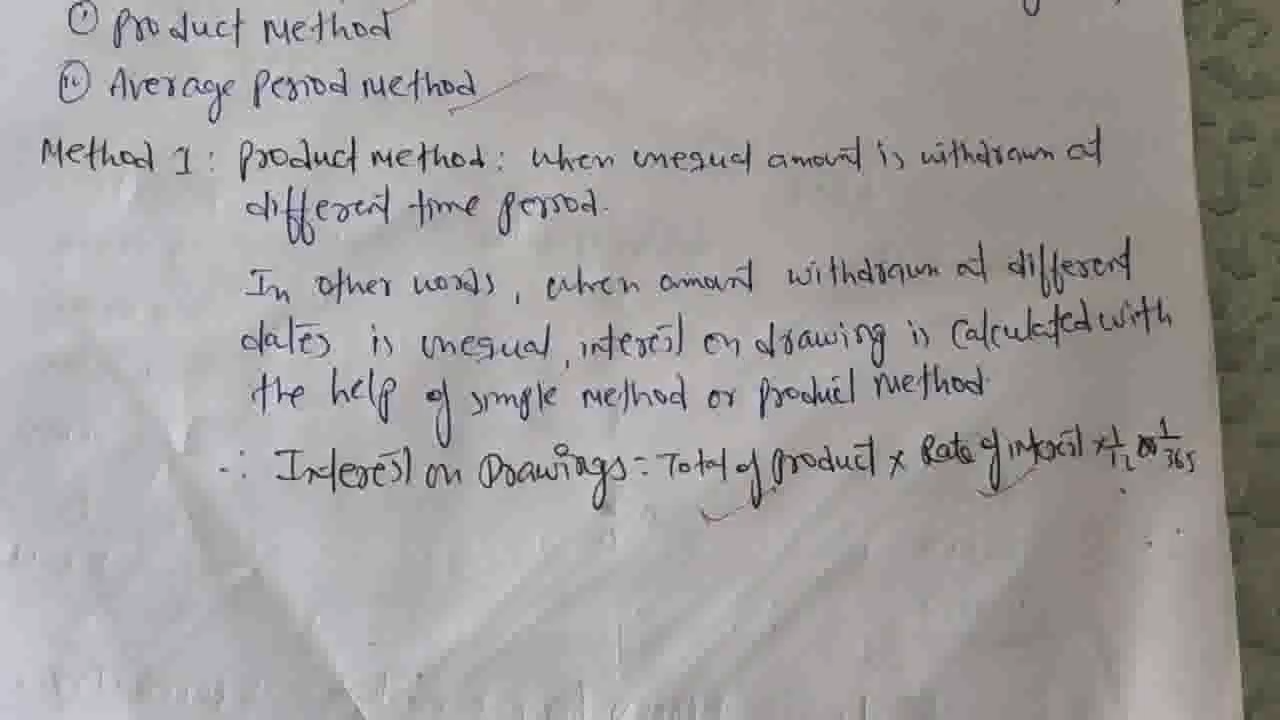 (i) Product Method
(ii) Average Period Method
Method 1: Product Method: when unequal amount is withdrawn at
different time period.
In other words, when amount withdrawn at different
dates is unequal, interest on drawing is calculated with
the help of simple method or product method.
∴ Interest on Drawings = Total of product × Rate of interest × 1/12 or 1/365